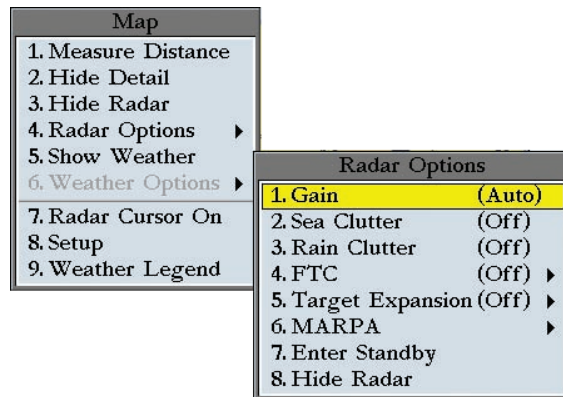 Map
1. Measure Distance
2. Hide Detail
3. Hide Radar
4. Radar Options
5. Show Weather
6. Weather Options
7. Radar Cursor On
8. Setup
9. Weather Legend
Radar Options
1. Gain (Auto)
2. Sea Clutter (Off)
3. Rain Clutter (Off)
4. FTC (Off)
5. Target Expansion (Off)
6. MARPA
7. Enter Standby
8. Hide Radar